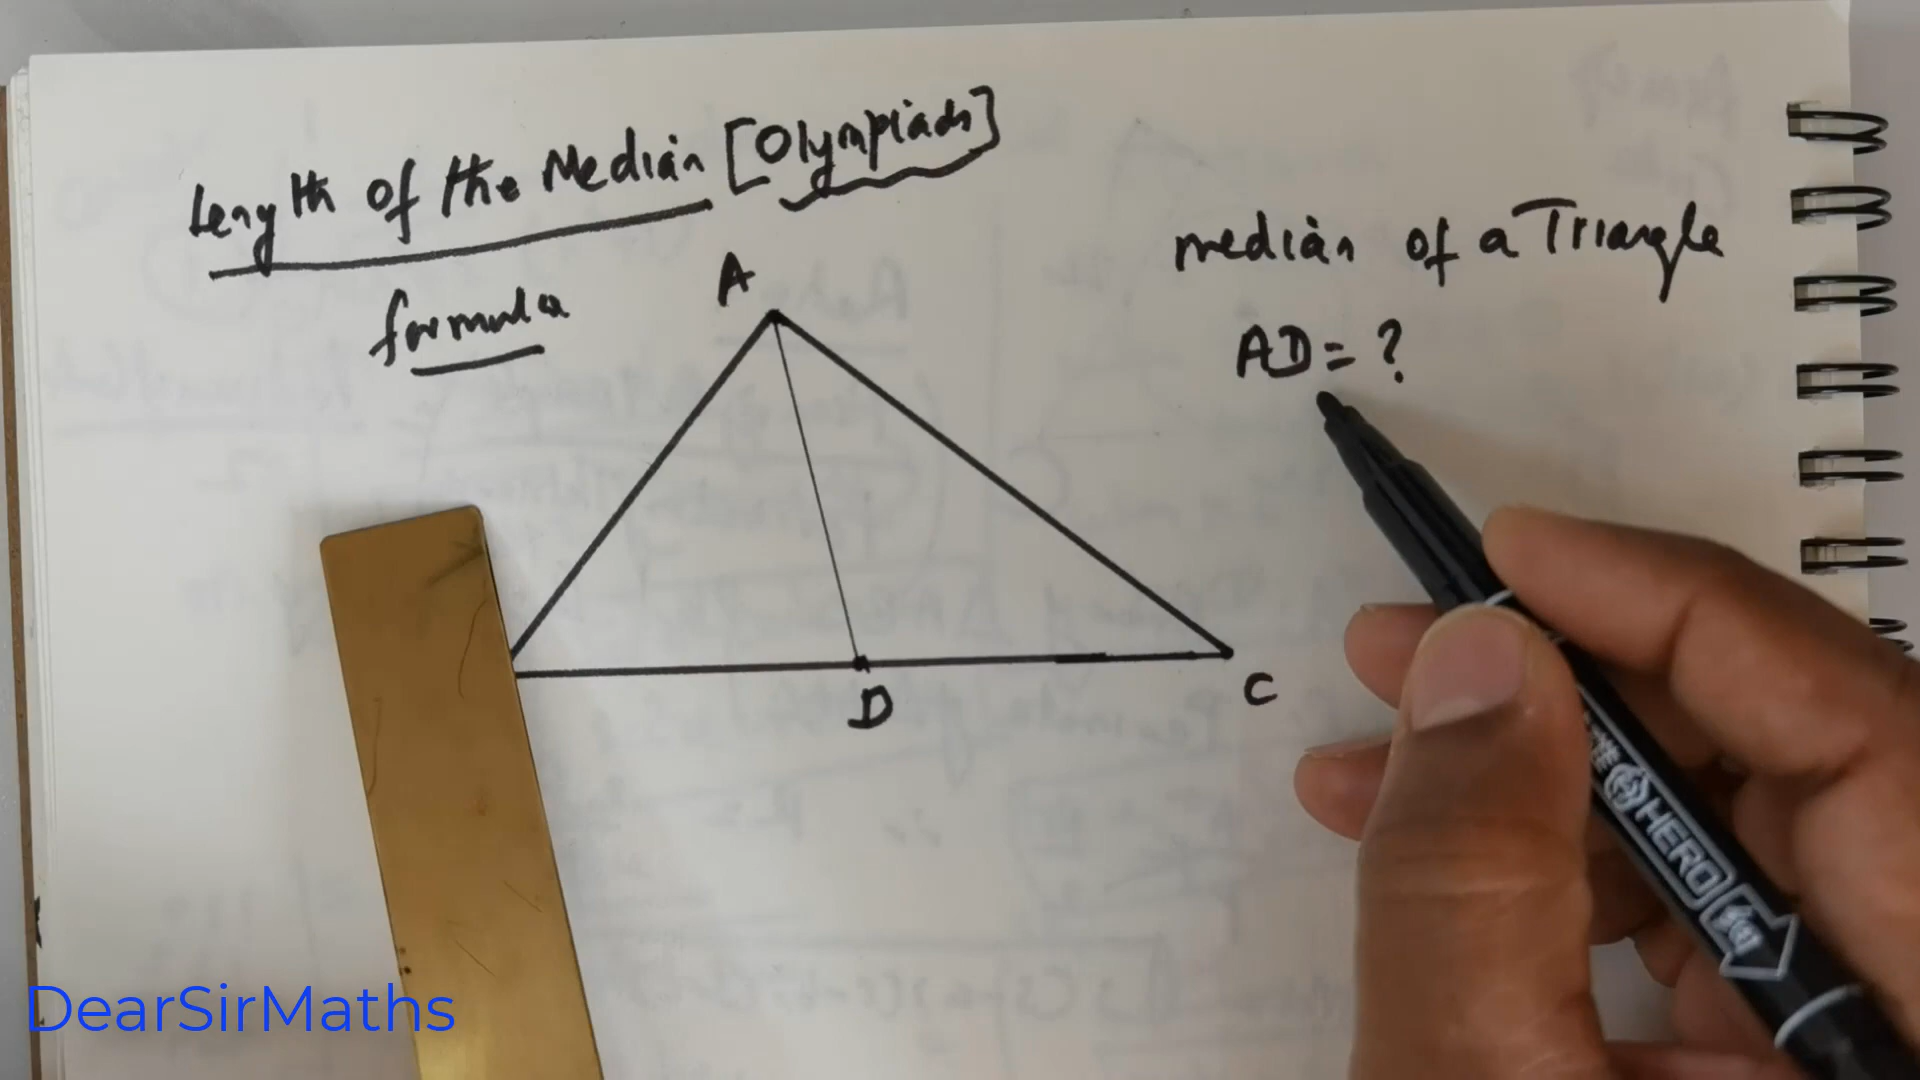 Length of the Median [Olympiads]
formula
median of a Triangle
AD = ?
A
D
C
HERO
DearSirMaths